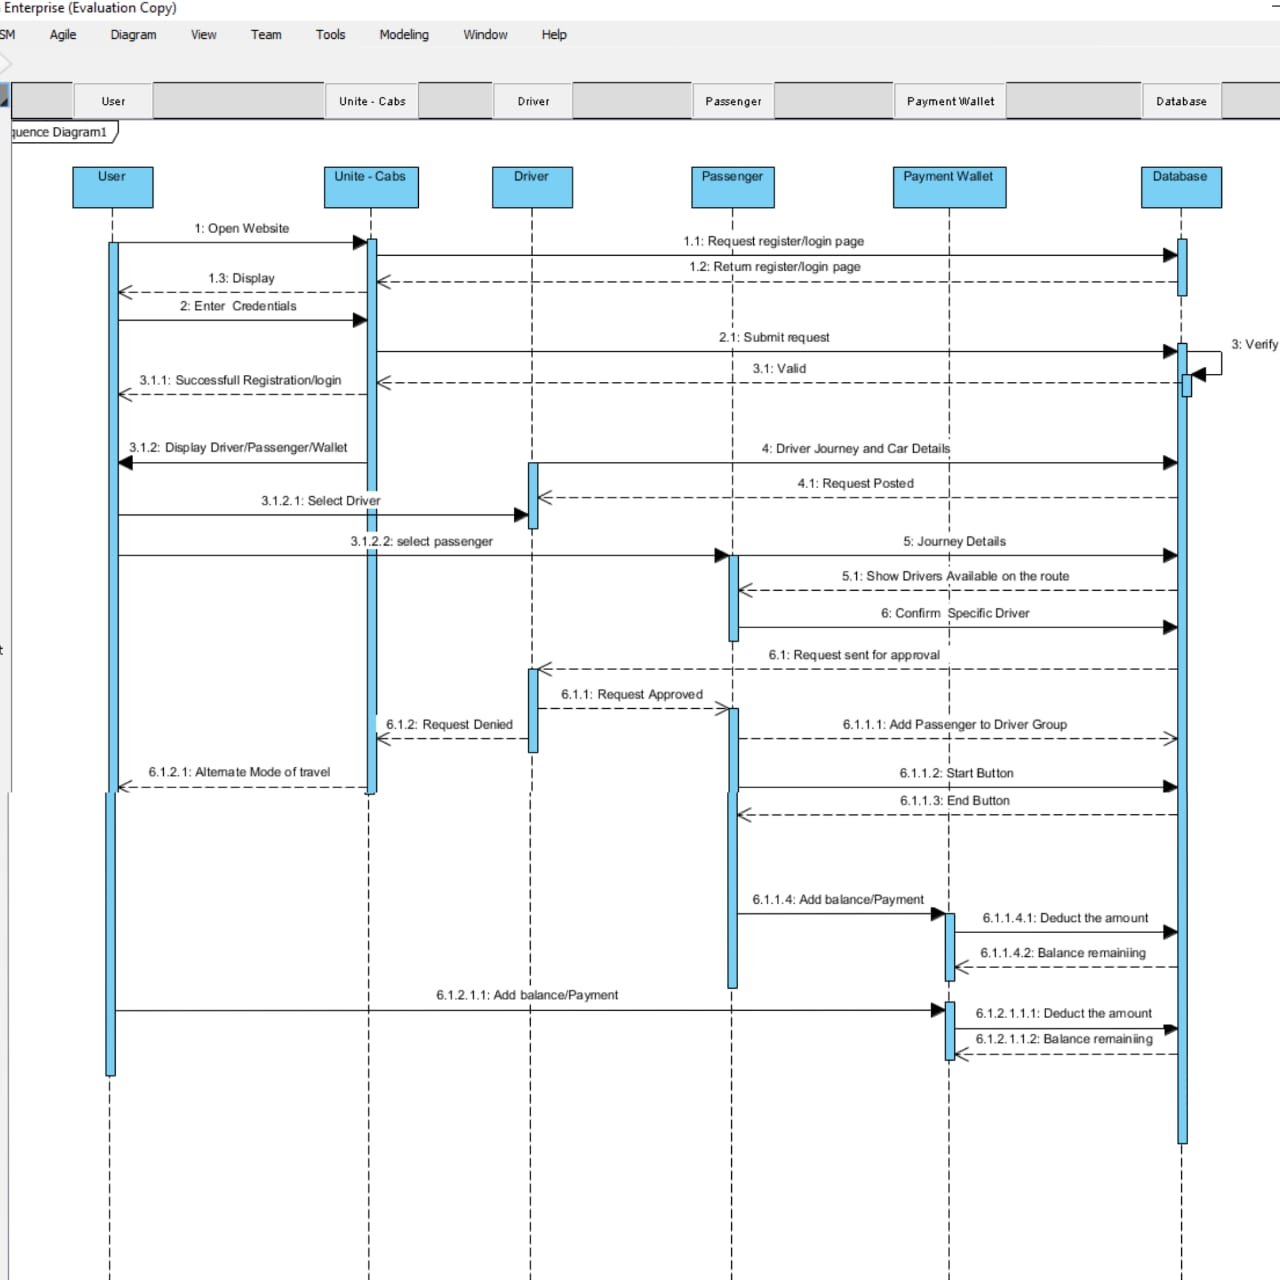 Enterprise (Evaluation Copy)
SM Agile Diagram View Team Tools Modeling Window Help
User Unite - Cabs Driver Passenger Payment Wallet Database
quence Diagram1
User Unite - Cabs Driver Passenger Payment Wallet Database
1: Open Website
1.1: Request register/login page
1.2: Return register/login page
1.3: Display
2: Enter Credentials
2.1: Submit request
3: Verify
3.1: Valid
3.1.1: Successfull Registration/login
3.1.2: Display Driver/Passenger/Wallet
4: Driver Journey and Car Details
4.1: Request Posted
3.1.2.1: Select Driver
3.1.2.2: select passenger
5: Journey Details
5.1: Show Drivers Available on the route
6: Confirm Specific Driver
t
6.1: Request sent for approval
6.1.1: Request Approved
6.1.2: Request Denied
6.1.1.1: Add Passenger to Driver Group
6.1.2.1: Alternate Mode of travel
6.1.1.2: Start Button
6.1.1.3: End Button
6.1.1.4: Add balance/Payment
6.1.1.4.1: Deduct the amount
6.1.1.4.2: Balance remainiing
6.1.2.1.1: Add balance/Payment
6.1.2.1.1.1: Deduct the amount
6.1.2.1.1.2: Balance remainiing